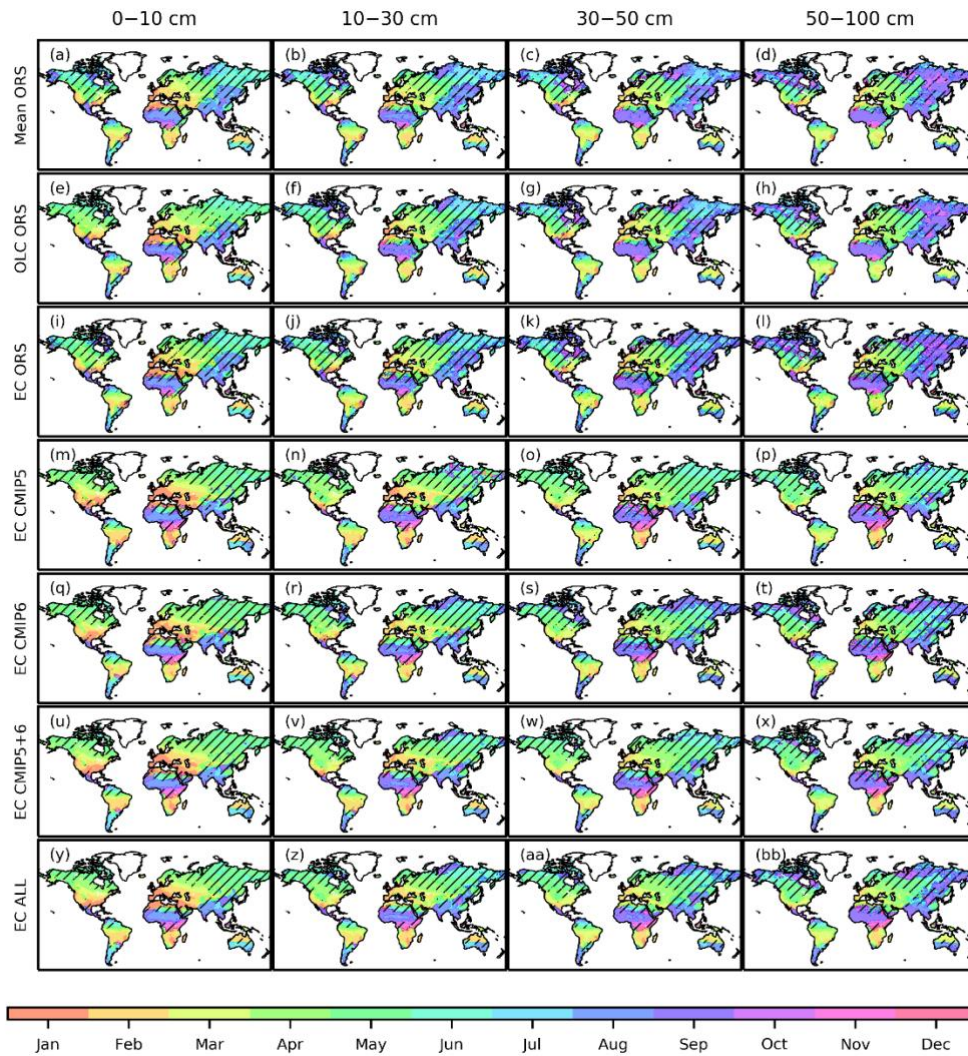 0−10 cm 10−30 cm 30−50 cm 50−100 cm
Mean ORS
(a) (b) (c) (d)
OLC ORS
(e) (f) (g) (h)
EC ORS
(i) (j) (k) (l)
EC CMIP5
(m) (n) (o) (p)
EC CMIP6
(q) (r) (s) (t)
EC CMIP5+6
(u) (v) (w) (x)
EC ALL
(y) (z) (aa) (bb)
Jan Feb Mar Apr May Jun Jul Aug Sep Oct Nov Dec